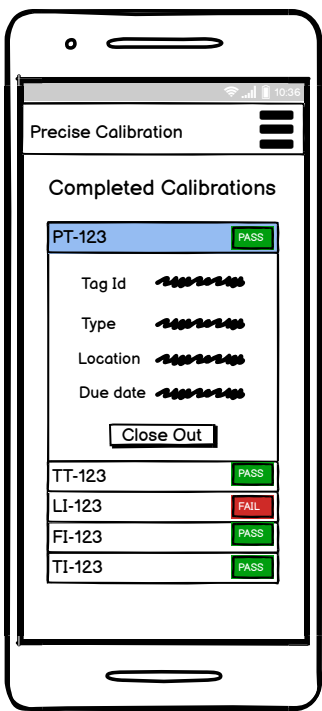 10:36
Precise Calibration
Completed Calibrations
PT-123 PASS
Tag Id
Type
Location
Due date
Close Out
TT-123 PASS
LI-123 FAIL
FI-123 PASS
TI-123 PASS